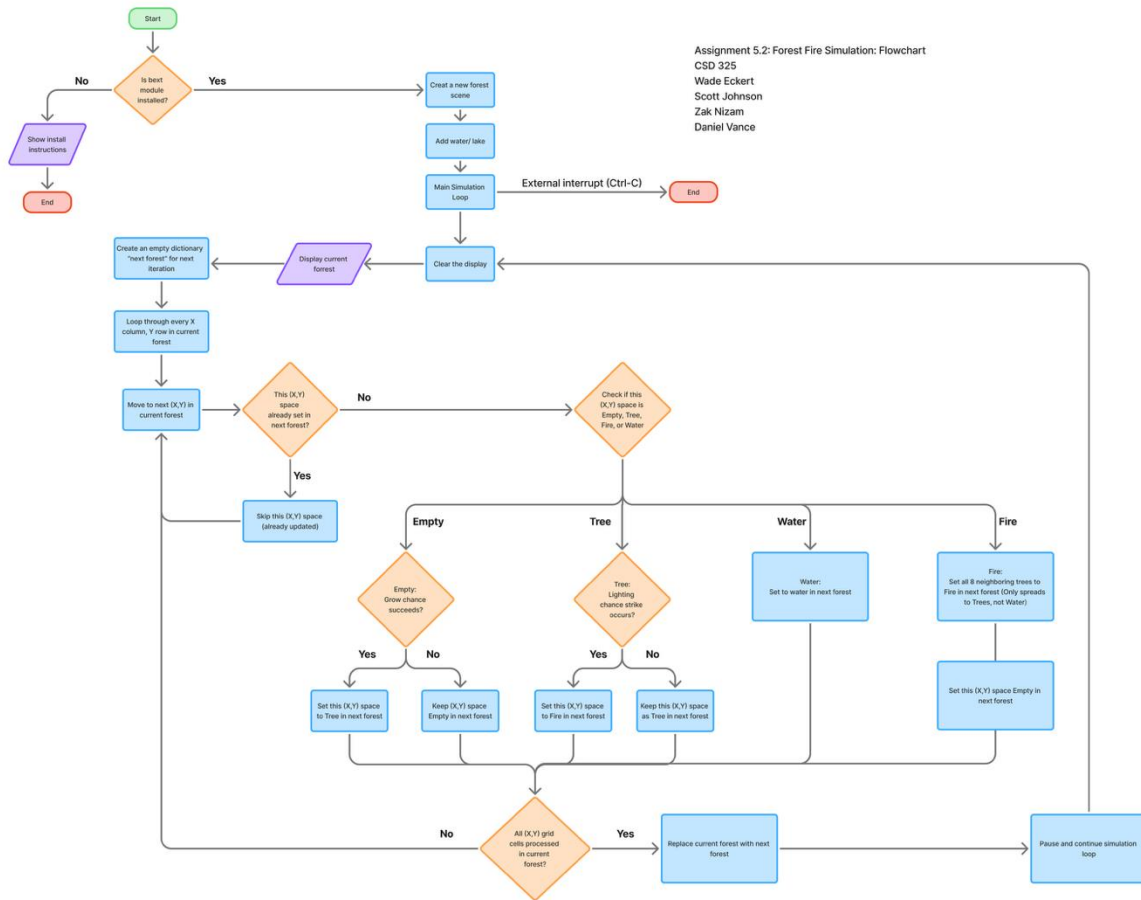 Start
Assignment 5.2: Forest Fire Simulation: Flowchart
CSD 325
Wade Eckert
Scott Johnson
Zak Nizam
Daniel Vance
No
Is bext
module
installed?
Yes
Creat a new forest
scene
Show install
instructions
Add water/ lake
End
Main Simulation
Loop
External interrupt (Ctrl-C)
End
Create an empty dictionary
"next forest" for next
iteration
Display current
forrest
Clear the display
Loop through every X
column, Y row in current
forest
Move to next (X,Y) in
current forest
This (X,Y)
space
already set in
next forest?
No
Check if this
(X,Y) space is
Empty, Tree,
Fire, or Water
Yes
Skip this (X,Y) space
(already updated)
Empty
Tree
Water
Fire
Empty:
Grow chance
succeeds?
Tree:
Lighting
chance strike
occurs?
Water:
Set to water in next forest
Fire:
Set all 8 neighboring trees to
Fire in next forest (Only spreads
to Trees, not Water)
Yes
No
Yes
No
Set this (X,Y) space
to Tree in next forest
Keep (X,Y) space
Empty in next forest
Set this (X,Y) space
to Fire in next forest
Keep this (X,Y) space
as Tree in next forest
Set this (X,Y) space Empty in
next forest
No
All (X,Y) grid
cells processed
in current
forest?
Yes
Replace current forest with next
forest
Pause and continue simulation
loop